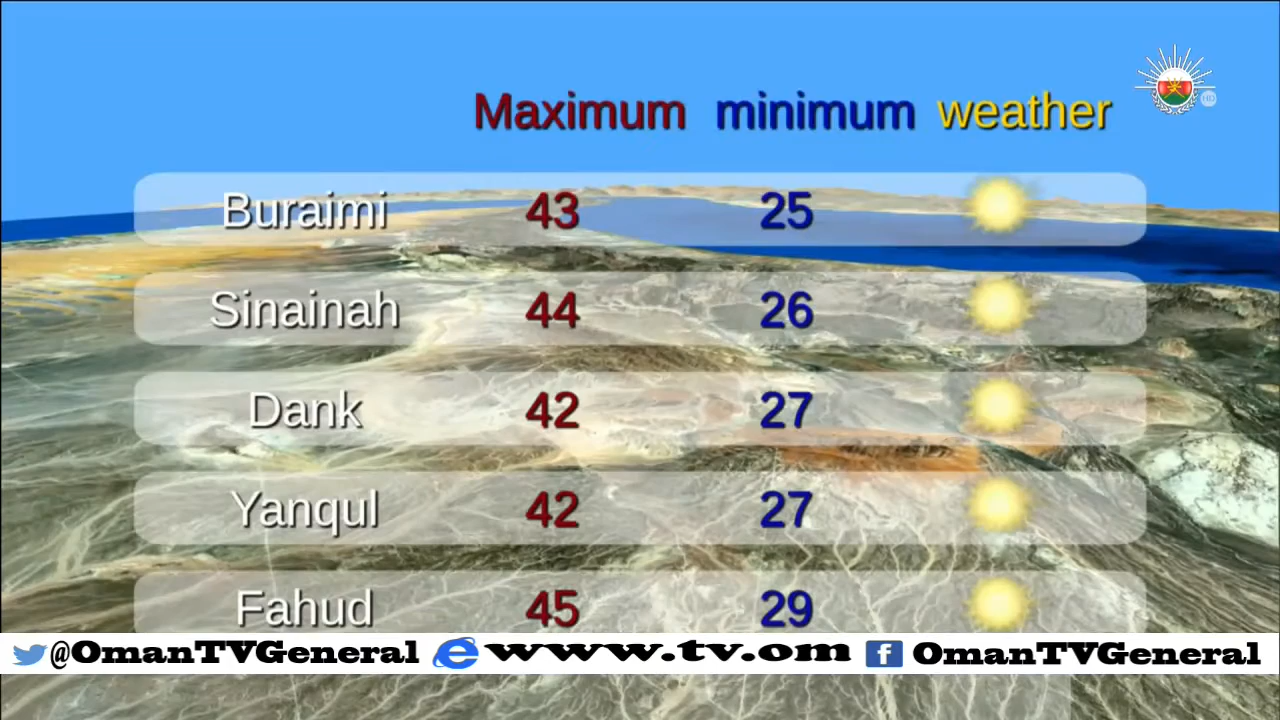 Maximum minimum weather
HD
Buraimi 43 25
Sinainah 44 26
Dank 42 27
Yanqul 42 27
Fahud 45 29
@OmanTVGeneral www.tv.om OmanTVGeneral